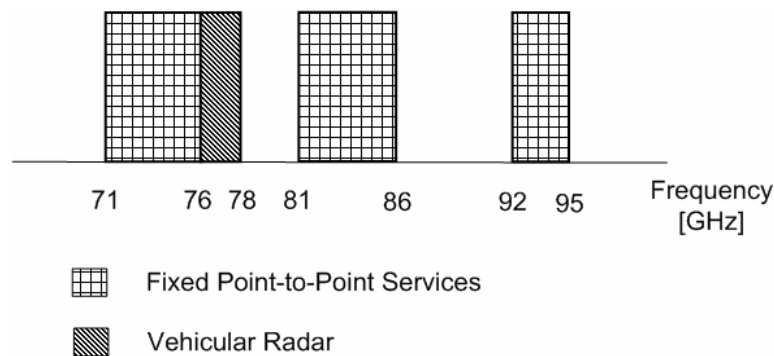 71 76 78 81 86 92 95 Frequency
[GHz]
Fixed Point-to-Point Services
Vehicular Radar